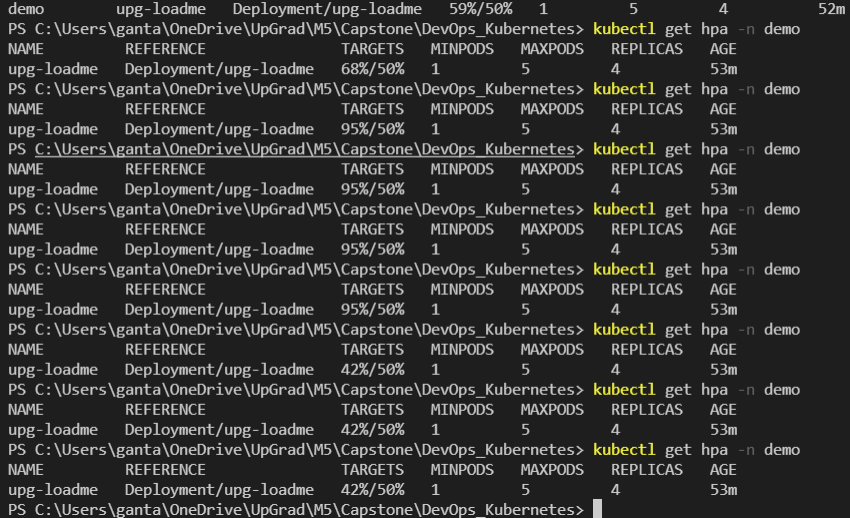 demo        upg-loadme   Deployment/upg-loadme   59%/50%   1         5         4          52m
PS C:\Users\ganta\OneDrive\UpGrad\M5\Capstone\DevOps_Kubernetes> kubectl get hpa -n demo
NAME         REFERENCE               TARGETS   MINPODS   MAXPODS   REPLICAS   AGE
upg-loadme   Deployment/upg-loadme   68%/50%   1         5         4          53m
PS C:\Users\ganta\OneDrive\UpGrad\M5\Capstone\DevOps_Kubernetes> kubectl get hpa -n demo
NAME         REFERENCE               TARGETS   MINPODS   MAXPODS   REPLICAS   AGE
upg-loadme   Deployment/upg-loadme   95%/50%   1         5         4          53m
PS C:\Users\ganta\OneDrive\UpGrad\M5\Capstone\DevOps_Kubernetes> kubectl get hpa -n demo
NAME         REFERENCE               TARGETS   MINPODS   MAXPODS   REPLICAS   AGE
upg-loadme   Deployment/upg-loadme   95%/50%   1         5         4          53m
PS C:\Users\ganta\OneDrive\UpGrad\M5\Capstone\DevOps_Kubernetes> kubectl get hpa -n demo
NAME         REFERENCE               TARGETS   MINPODS   MAXPODS   REPLICAS   AGE
upg-loadme   Deployment/upg-loadme   95%/50%   1         5         4          53m
PS C:\Users\ganta\OneDrive\UpGrad\M5\Capstone\DevOps_Kubernetes> kubectl get hpa -n demo
NAME         REFERENCE               TARGETS   MINPODS   MAXPODS   REPLICAS   AGE
upg-loadme   Deployment/upg-loadme   95%/50%   1         5         4          53m
PS C:\Users\ganta\OneDrive\UpGrad\M5\Capstone\DevOps_Kubernetes> kubectl get hpa -n demo
NAME         REFERENCE               TARGETS   MINPODS   MAXPODS   REPLICAS   AGE
upg-loadme   Deployment/upg-loadme   42%/50%   1         5         4          53m
PS C:\Users\ganta\OneDrive\UpGrad\M5\Capstone\DevOps_Kubernetes> kubectl get hpa -n demo
NAME         REFERENCE               TARGETS   MINPODS   MAXPODS   REPLICAS   AGE
upg-loadme   Deployment/upg-loadme   42%/50%   1         5         4          53m
PS C:\Users\ganta\OneDrive\UpGrad\M5\Capstone\DevOps_Kubernetes> kubectl get hpa -n demo
NAME         REFERENCE               TARGETS   MINPODS   MAXPODS   REPLICAS   AGE
upg-loadme   Deployment/upg-loadme   42%/50%   1         5         4          53m
PS C:\Users\ganta\OneDrive\UpGrad\M5\Capstone\DevOps_Kubernetes>